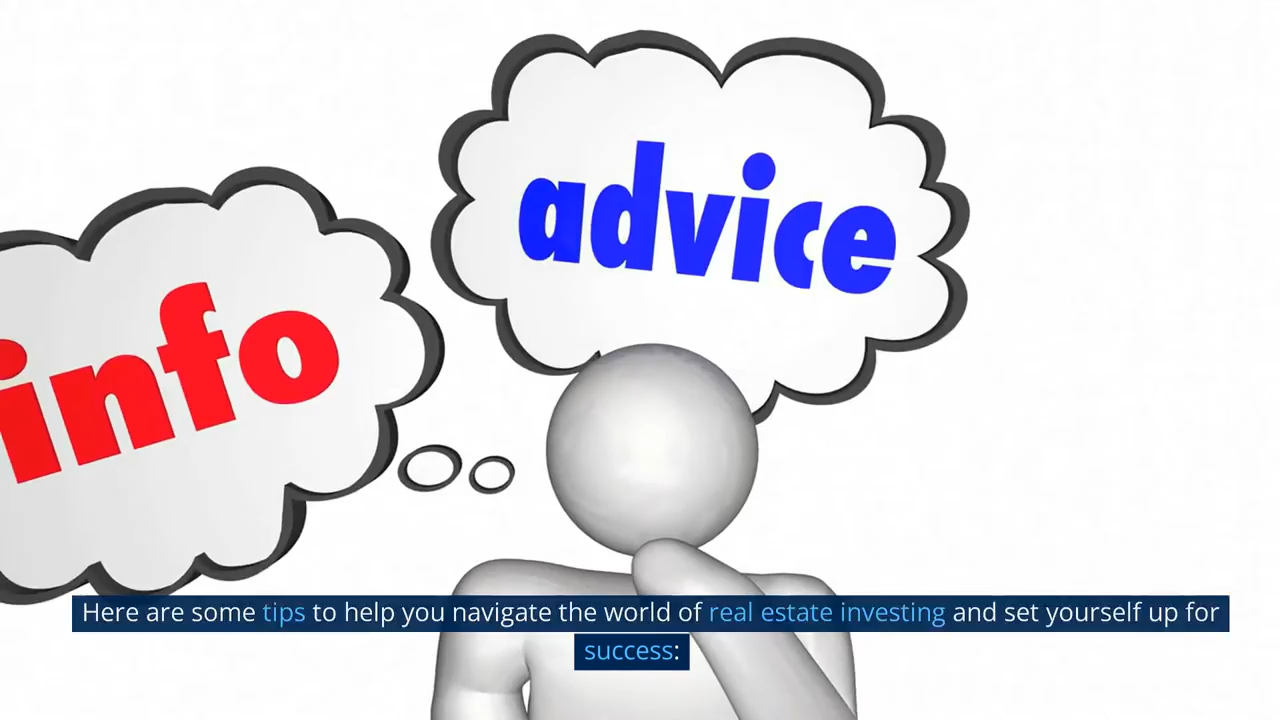 advice
info
Here are some tips to help you navigate the world of real estate investing and set yourself up for
success: